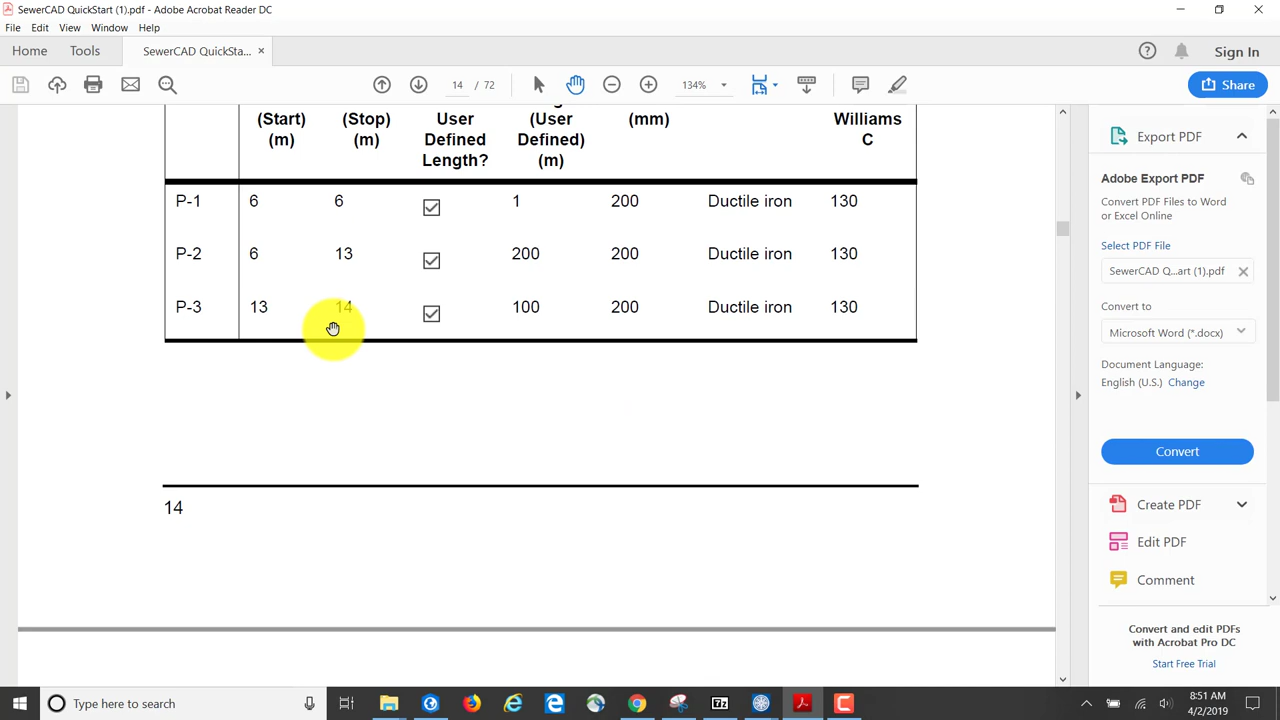 SewerCAD QuickStart (1).pdf - Adobe Acrobat Reader DC
File Edit View Window Help
Home Tools SewerCAD QuickSta... × Sign In
14 / 72 134% Share
(Start) (m)
(Stop) (m)
User Defined Length?
(User Defined) (m)
(mm)
Williams C
P-1 6 6 1 200 Ductile iron 130
P-2 6 13 200 200 Ductile iron 130
P-3 13 14 100 200 Ductile iron 130
14
Export PDF
Adobe Export PDF
Convert PDF Files to Word
or Excel Online
Select PDF File
SewerCAD Q...art (1).pdf
Convert to
Microsoft Word (*.docx)
Document Language:
English (U.S.) Change
Convert
Create PDF
Edit PDF
Comment
Convert and edit PDFs
with Acrobat Pro DC
Start Free Trial
Type here to search
8:51 AM
4/2/2019